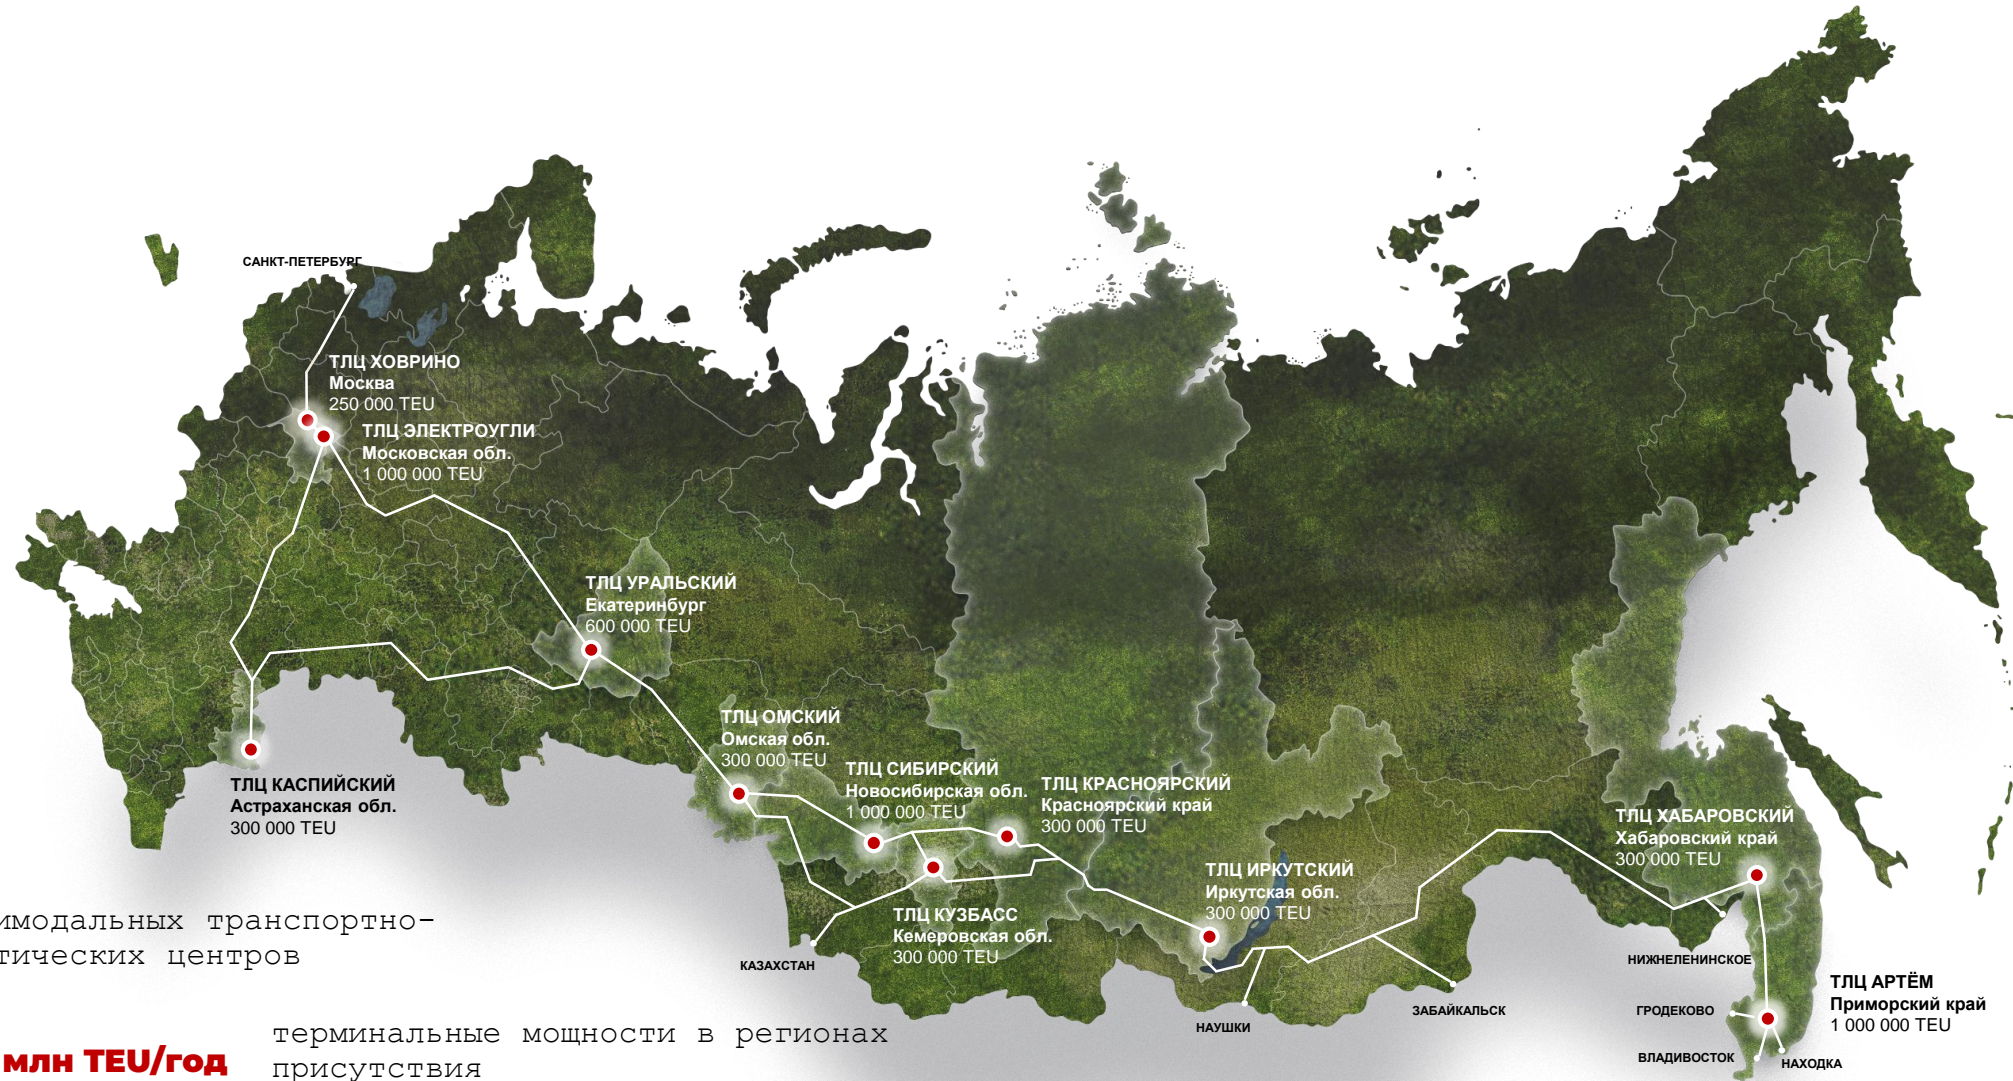 САНКТ-ПЕТЕРБУРГ
ТЛЦ ХОВРИНО
Москва
250 000 TEU
ТЛЦ ЭЛЕКТРОУГЛИ
Московская обл.
1 000 000 TEU
ТЛЦ УРАЛЬСКИЙ
Екатеринбург
600 000 TEU
ТЛЦ ОМСКИЙ
Омская обл.
300 000 TEU
ТЛЦ КАСПИЙСКИЙ
Астраханская обл.
300 000 TEU
ТЛЦ СИБИРСКИЙ
Новосибирская обл.
1 000 000 TEU
ТЛЦ КРАСНОЯРСКИЙ
Красноярский край
300 000 TEU
ТЛЦ ХАБАРОВСКИЙ
Хабаровский край
300 000 TEU
ТЛЦ ИРКУТСКИЙ
Иркутская обл.
300 000 TEU
ТЛЦ КУЗБАСС
Кемеровская обл.
300 000 TEU
КАЗАХСТАН
НАУШКИ
ЗАБАЙКАЛЬСК
НИЖНЕЛЕНИНСКОЕ
ГРОДЕКОВО
ВЛАДИВОСТОК
НАХОДКА
ТЛЦ АРТЁМ
Приморский край
1 000 000 TEU
имодальных транспортно-
тических центров
млн TEU/год
терминальные мощности в регионах
присутствия